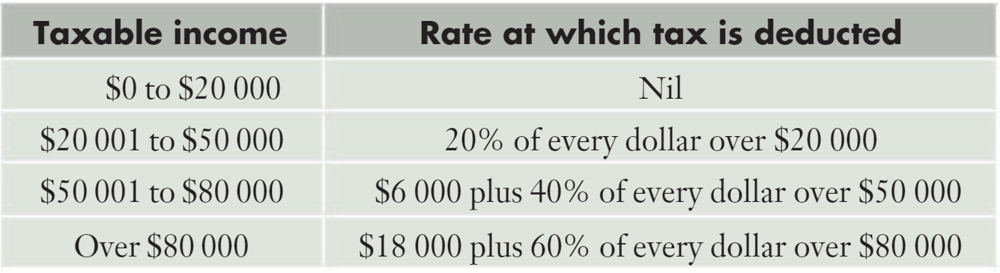 Taxable income Rate at which tax is deducted
$0 to $20 000 Nil
$20 001 to $50 000 20% of every dollar over $20 000
$50 001 to $80 000 $6 000 plus 40% of every dollar over $50 000
Over $80 000 $18 000 plus 60% of every dollar over $80 000